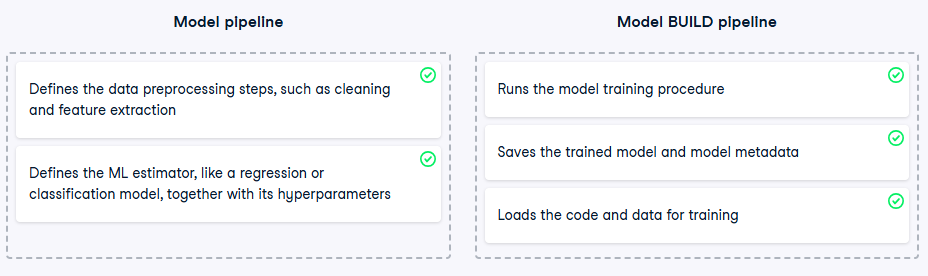 Model pipeline
Defines the data preprocessing steps, such as cleaning
and feature extraction
Defines the ML estimator, like a regression or
classification model, together with its hyperparameters
Model BUILD pipeline
Runs the model training procedure
Saves the trained model and model metadata
Loads the code and data for training